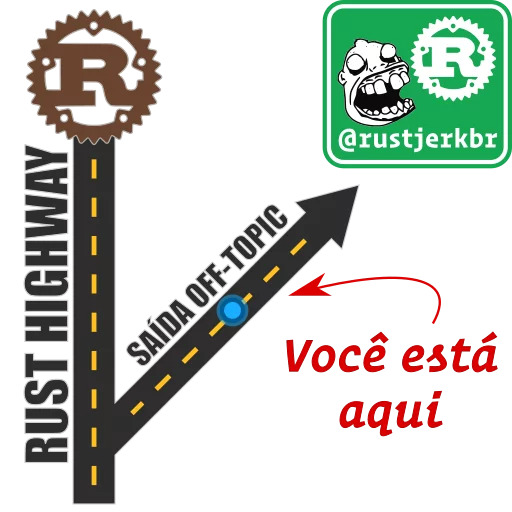 R
R
@rustjerkbr
RUST HIGHWAY
SAÍDA OFF-TOPIC
Você está
aqui